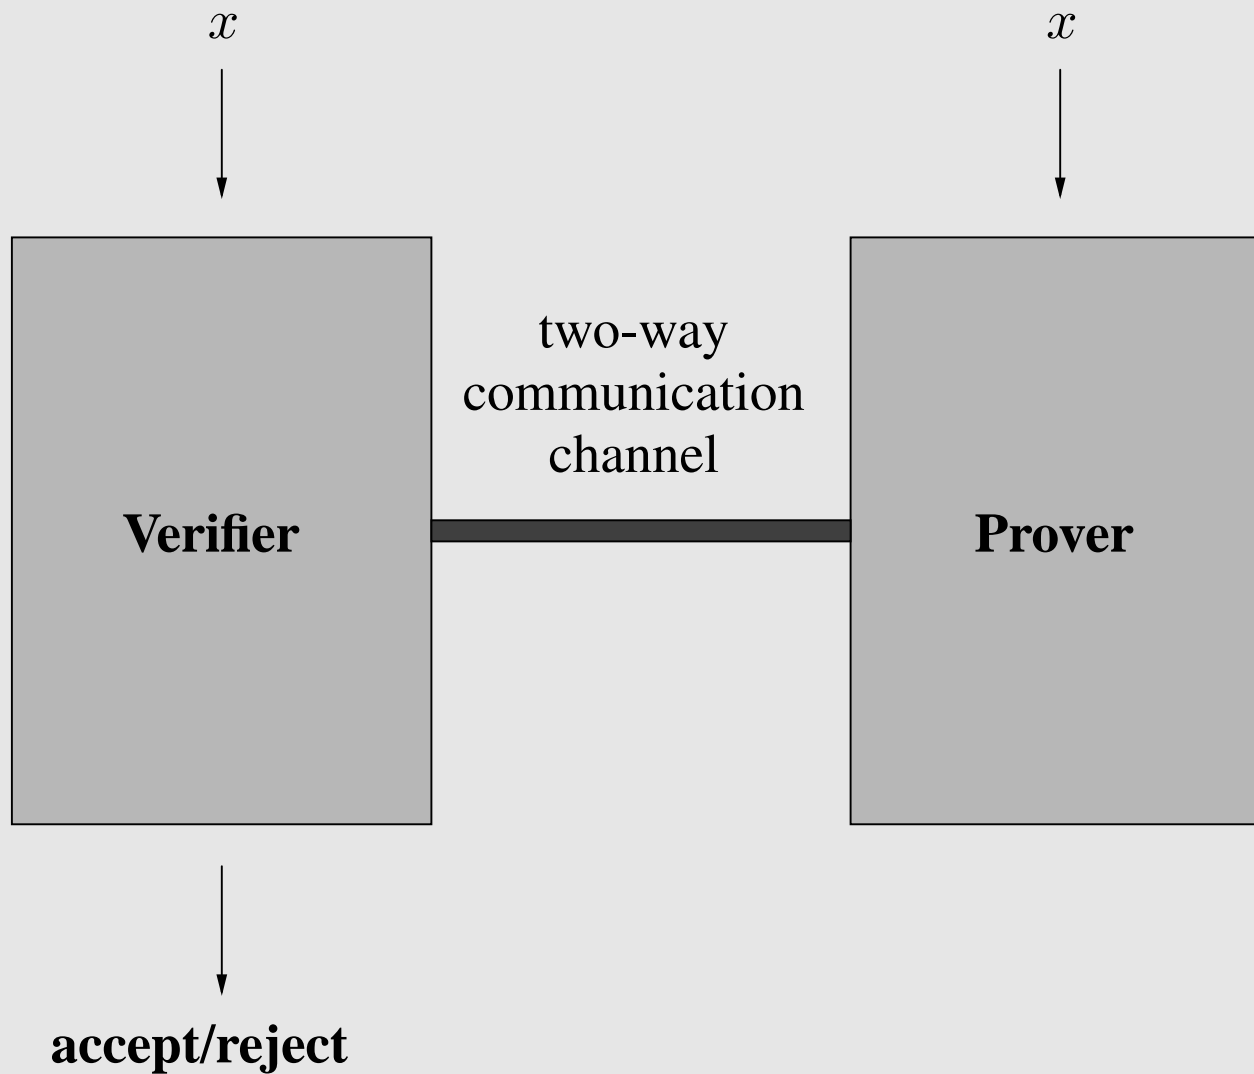 x
x
two-way
communication
channel
Verifier
Prover
accept/reject